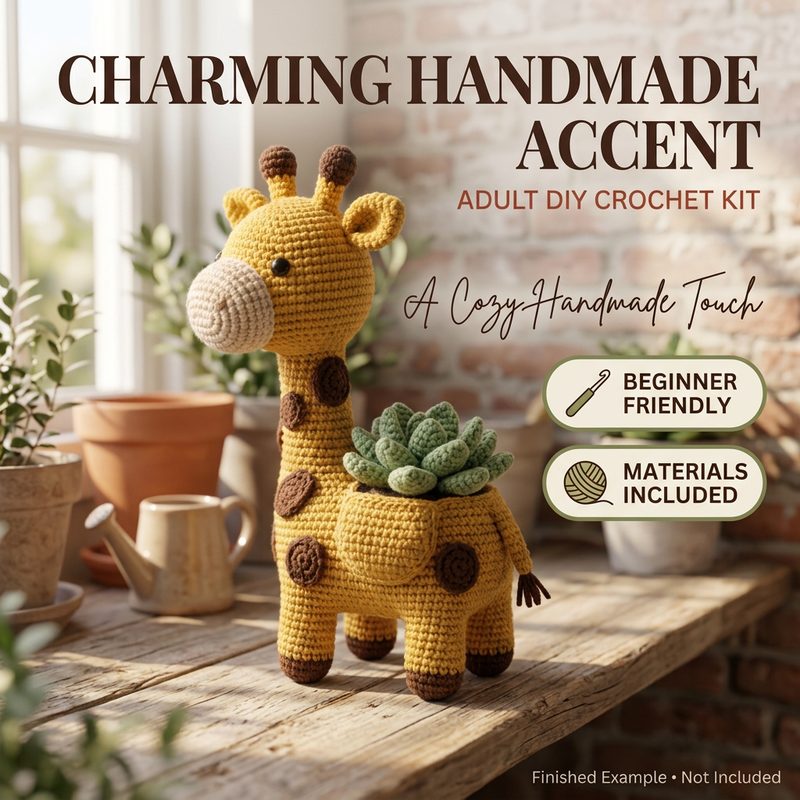 CHARMING HANDMADE
ACCENT
ADULT DIY CROCHET KIT
A Cozy Handmade Touch
BEGINNER
FRIENDLY
MATERIALS
INCLUDED
Finished Example • Not Included